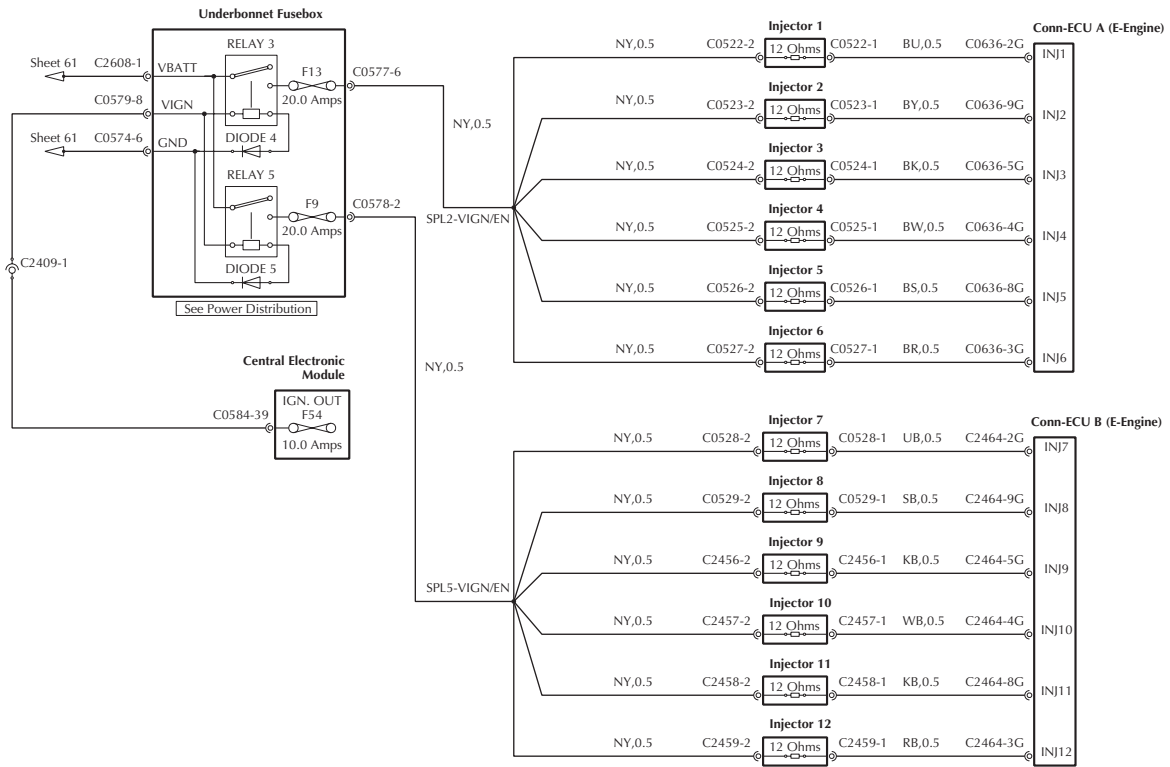 Underbonnet Fusebox
Sheet 61
C2608-1
VBATT
RELAY 3
F13
20.0 Amps
C0577-6
C0579-8
VIGN
Sheet 61
C0574-6
GND
DIODE 4
RELAY 5
F9
20.0 Amps
C0578-2
DIODE 5
See Power Distribution
C2409-1
Central Electronic
Module
C0584-39
IGN. OUT
F54
10.0 Amps
NY,0.5
SPL2-VIGN/EN
NY,0.5
SPL5-VIGN/EN
Conn-ECU A (E-Engine)
Injector 1
NY,0.5 C0522-2 12 Ohms C0522-1 BU,0.5 C0636-2G INJ1
Injector 2
NY,0.5 C0523-2 12 Ohms C0523-1 BY,0.5 C0636-9G INJ2
Injector 3
NY,0.5 C0524-2 12 Ohms C0524-1 BK,0.5 C0636-5G INJ3
Injector 4
NY,0.5 C0525-2 12 Ohms C0525-1 BW,0.5 C0636-4G INJ4
Injector 5
NY,0.5 C0526-2 12 Ohms C0526-1 BS,0.5 C0636-8G INJ5
Injector 6
NY,0.5 C0527-2 12 Ohms C0527-1 BR,0.5 C0636-3G INJ6
Conn-ECU B (E-Engine)
Injector 7
NY,0.5 C0528-2 12 Ohms C0528-1 UB,0.5 C2464-2G INJ7
Injector 8
NY,0.5 C0529-2 12 Ohms C0529-1 SB,0.5 C2464-9G INJ8
Injector 9
NY,0.5 C2456-2 12 Ohms C2456-1 KB,0.5 C2464-5G INJ9
Injector 10
NY,0.5 C2457-2 12 Ohms C2457-1 WB,0.5 C2464-4G INJ10
Injector 11
NY,0.5 C2458-2 12 Ohms C2458-1 KB,0.5 C2464-8G INJ11
Injector 12
NY,0.5 C2459-2 12 Ohms C2459-1 RB,0.5 C2464-3G INJ12